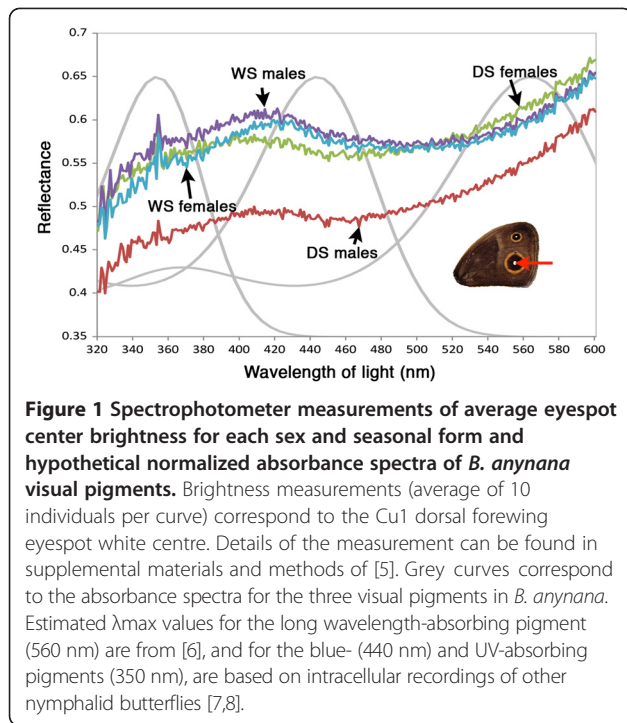 0.7
0.65
0.6
0.55
0.5
0.45
0.4
0.35
Reflectance
WS males
DS females
WS females
DS males
320 340 360 380 400 420 440 460 480 500 520 540 560 580 600
Wavelength of light (nm)
Figure 1 Spectrophotometer measurements of average eyespot
center brightness for each sex and seasonal form and
hypothetical normalized absorbance spectra of B. anynana
visual pigments. Brightness measurements (average of 10
individuals per curve) correspond to the Cu1 dorsal forewing
eyespot white centre. Details of the measurement can be found in
supplemental materials and methods of [5]. Grey curves correspond
to the absorbance spectra for the three visual pigments in B. anynana.
Estimated λmax values for the long wavelength-absorbing pigment
(560 nm) are from [6], and for the blue- (440 nm) and UV-absorbing
pigments (350 nm), are based on intracellular recordings of other
nymphalid butterflies [7,8].